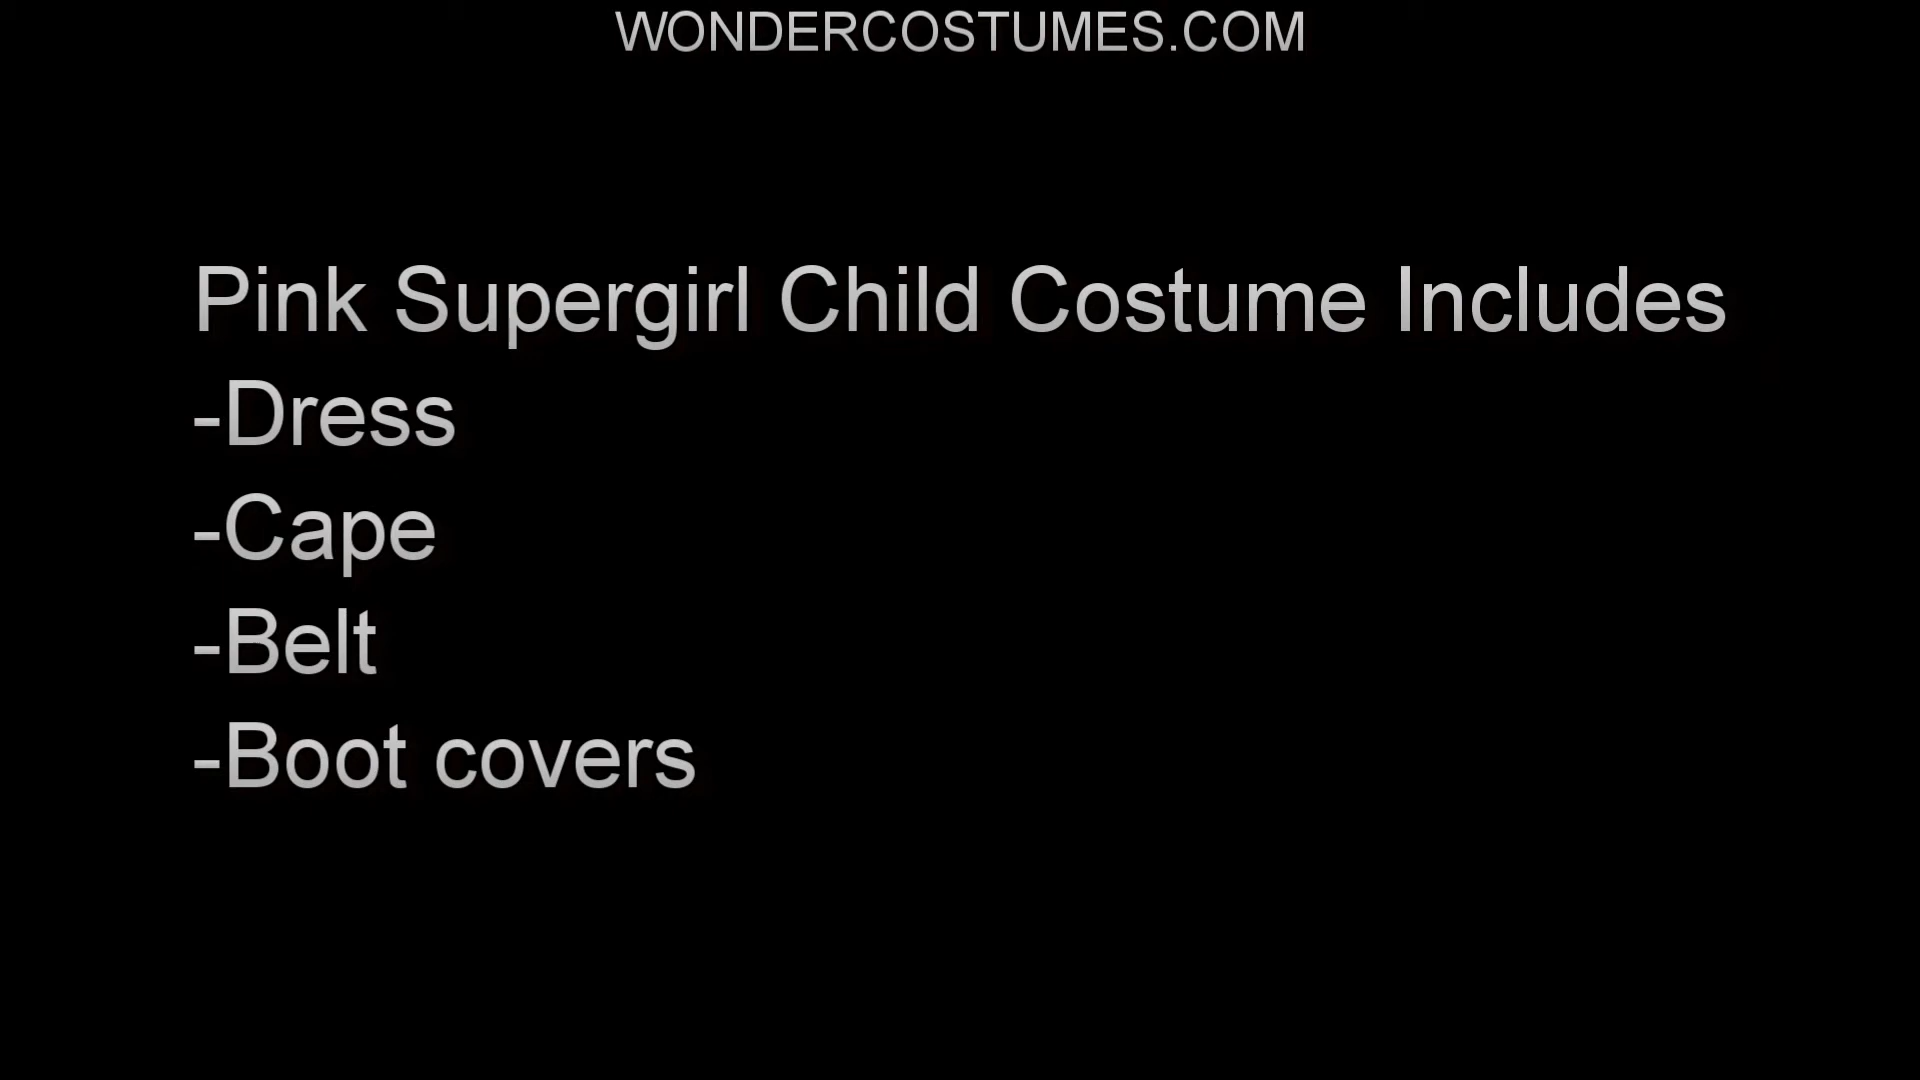 WONDERCOSTUMES.COM
Pink Supergirl Child Costume Includes
-Dress
-Cape
-Belt
-Boot covers